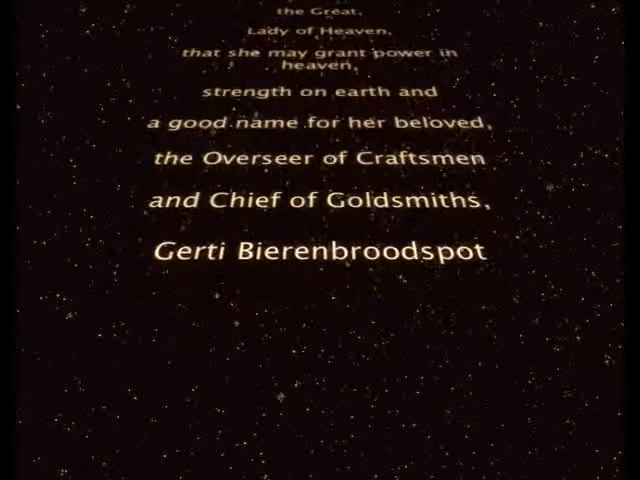 the Great,
Lady of Heaven,
that she may grant power in
heaven,
strength on earth and
a good name for her beloved,
the Overseer of Craftsmen
and Chief of Goldsmiths,
Gerti Bierenbroodspot